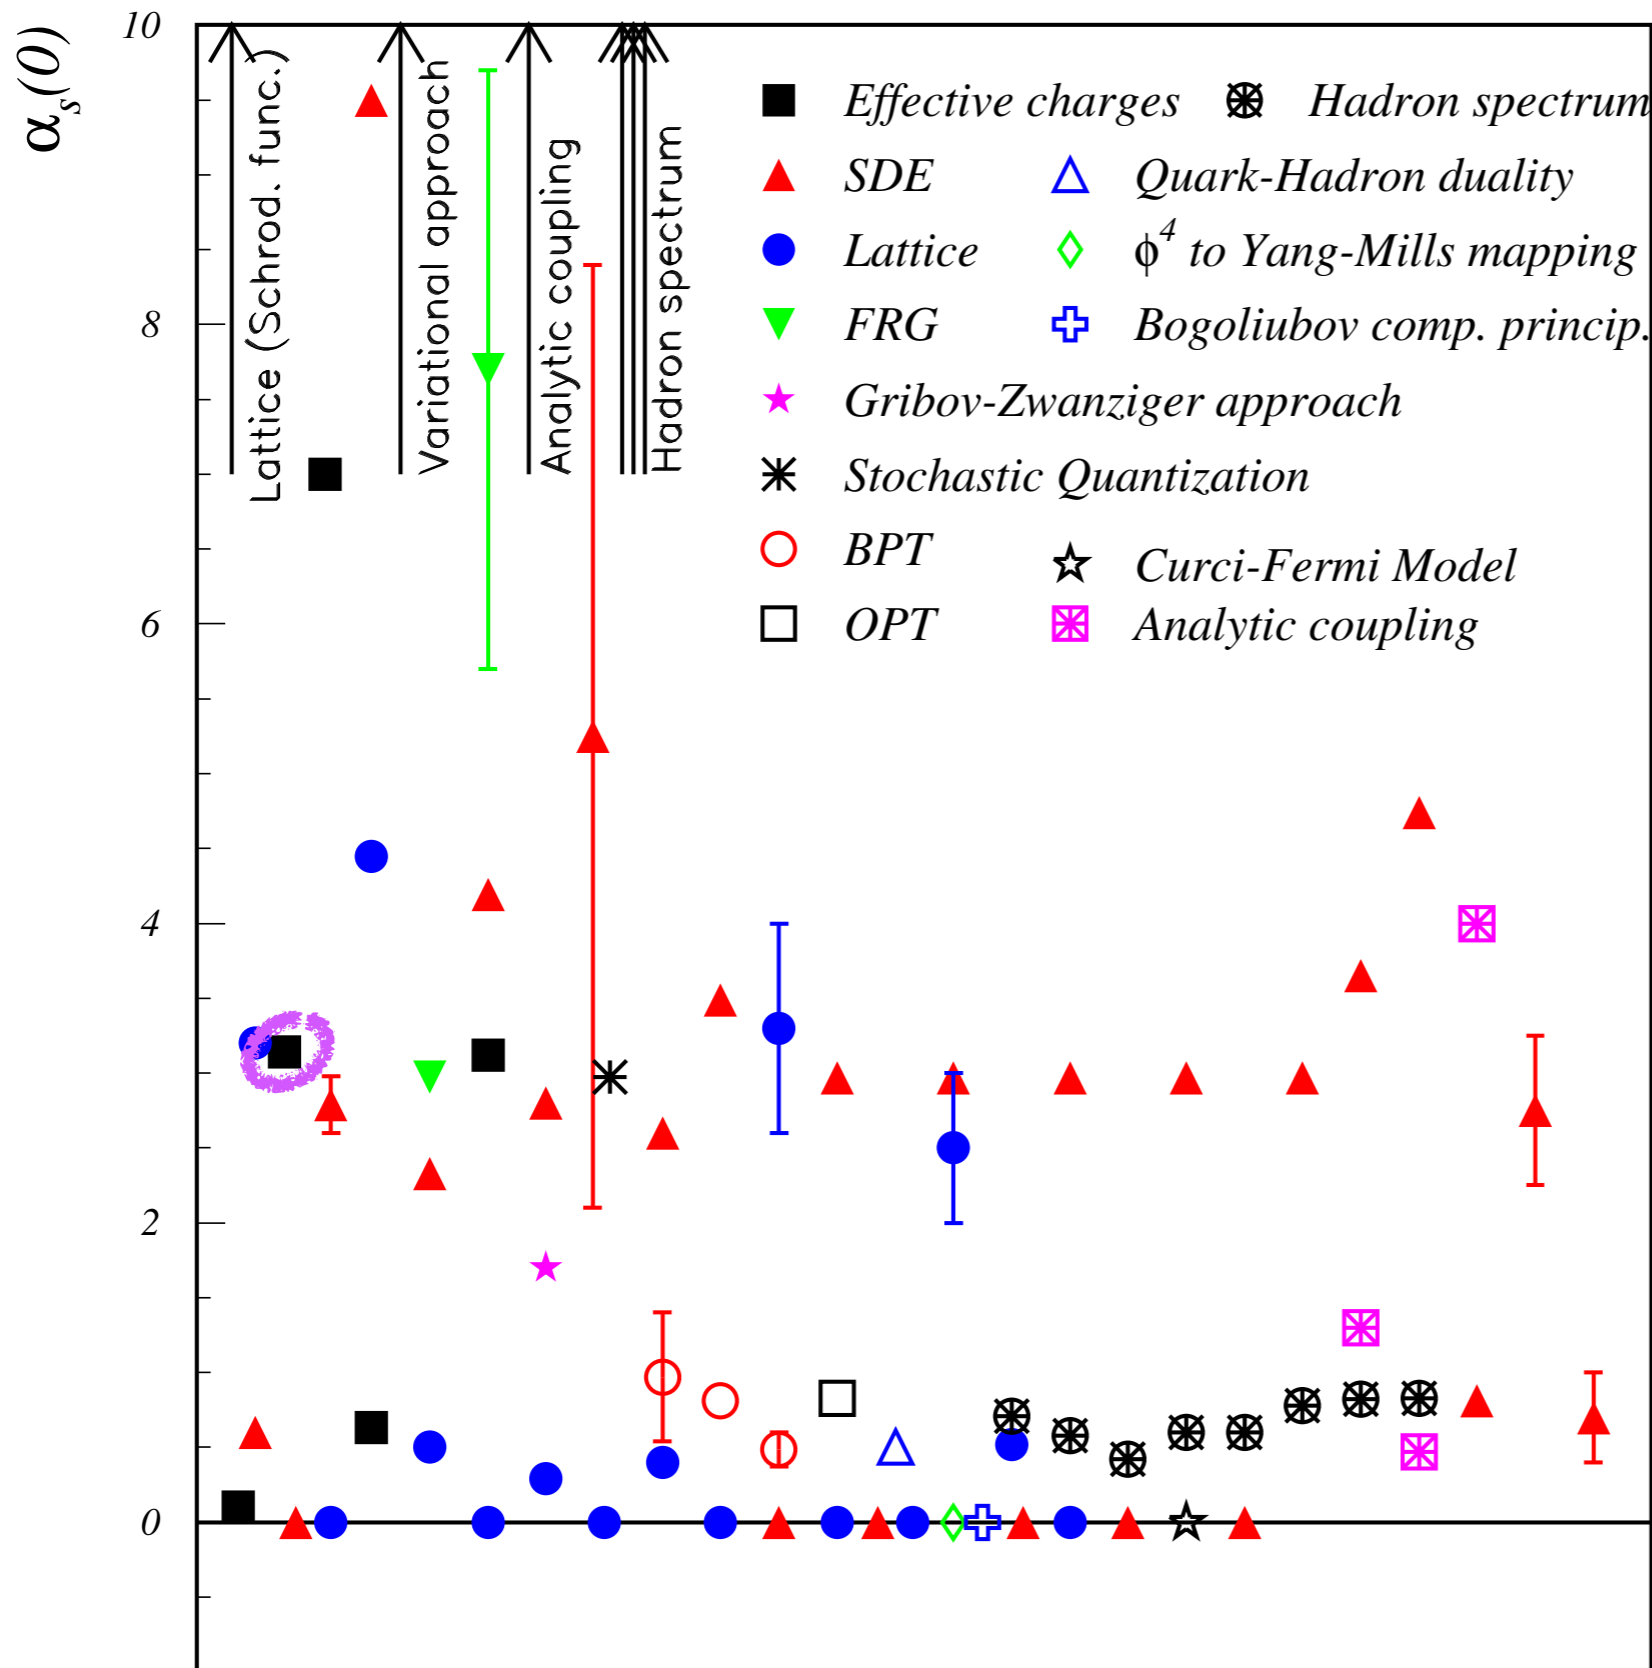 α_s(0)
10
8
6
4
2
0
Lattice (Schrod. func.)
Variational approach
Analytic coupling
Hadron spectrum
Effective charges
Hadron spectrum
SDE
Quark-Hadron duality
Lattice
ϕ⁴ to Yang-Mills mapping
FRG
Bogoliubov comp. princip.
Gribov-Zwanziger approach
Stochastic Quantization
BPT
Curci-Fermi Model
OPT
Analytic coupling